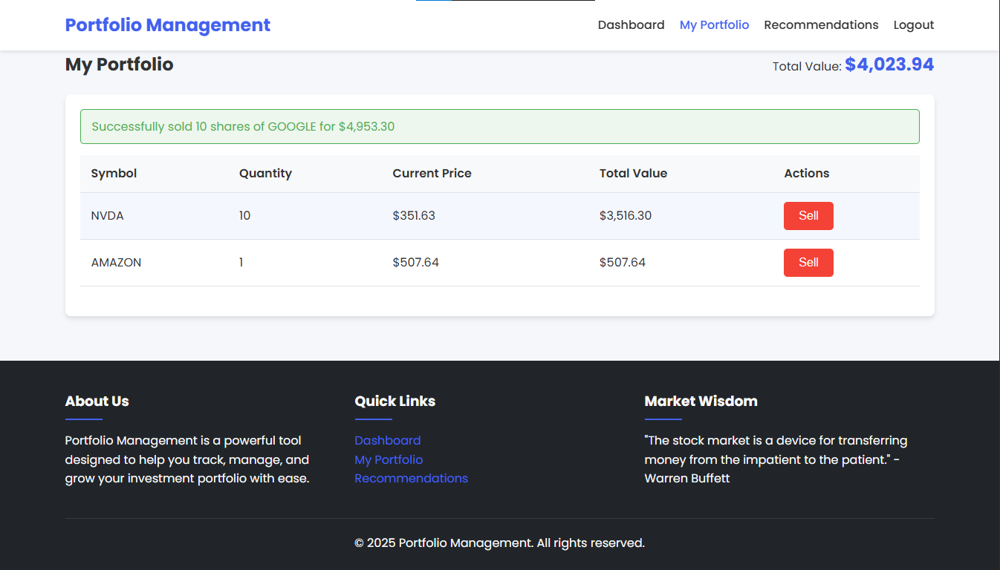 Portfolio Management
Dashboard My Portfolio Recommendations Logout
My Portfolio
Total Value: $4,023.94
Successfully sold 10 shares of GOOGLE for $4,953.30
Symbol Quantity Current Price Total Value Actions
NVDA 10 $351.63 $3,516.30 Sell
AMAZON 1 $507.64 $507.64 Sell
About Us
Portfolio Management is a powerful tool
designed to help you track, manage, and
grow your investment portfolio with ease.
Quick Links
Dashboard
My Portfolio
Recommendations
Market Wisdom
"The stock market is a device for transferring
money from the impatient to the patient." -
Warren Buffett
© 2025 Portfolio Management. All rights reserved.